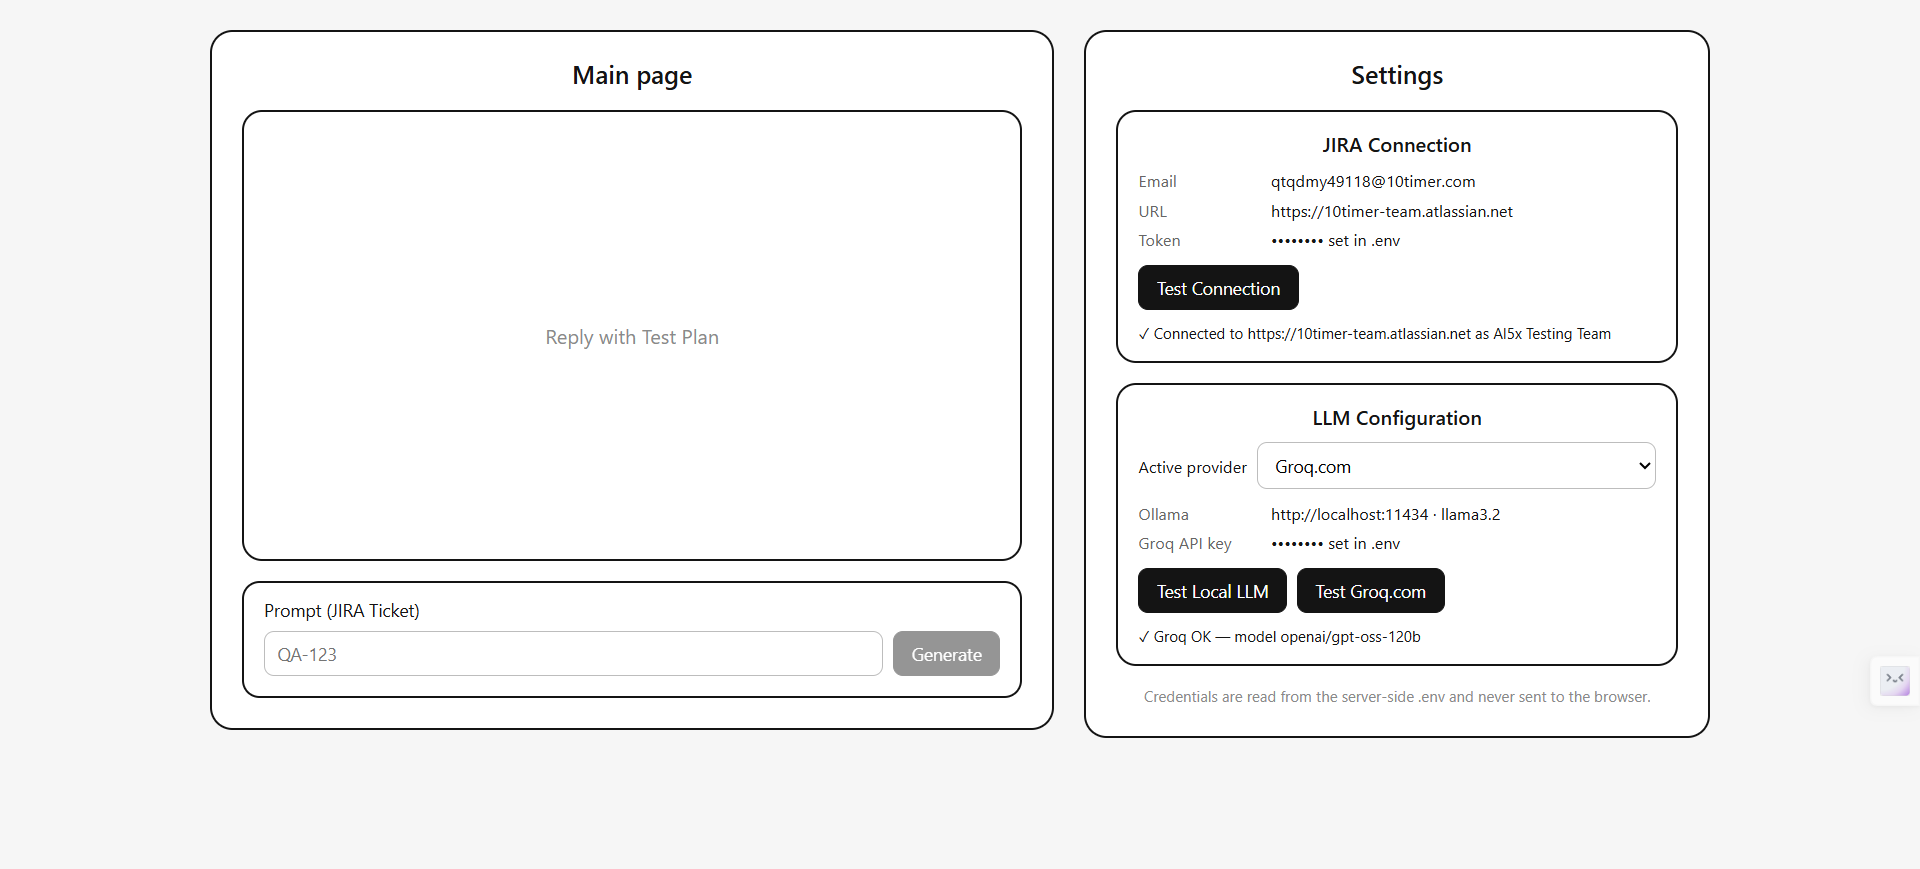 Main page
Reply with Test Plan
Prompt (JIRA Ticket)
QA-123
Generate
Settings
JIRA Connection
Email qtqdmy49118@10timer.com
URL https://10timer-team.atlassian.net
Token •••••••• set in .env
Test Connection
✓ Connected to https://10timer-team.atlassian.net as AI5x Testing Team
LLM Configuration
Active provider Groq.com
Ollama http://localhost:11434 · llama3.2
Groq API key •••••••• set in .env
Test Local LLM Test Groq.com
✓ Groq OK — model openai/gpt-oss-120b
Credentials are read from the server-side .env and never sent to the browser.